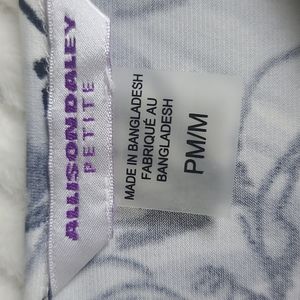 ALLISON DALEY
PETITE
MADE IN BANGLADESH
FABRIQUÉ AU
BANGLADESH
PM/M